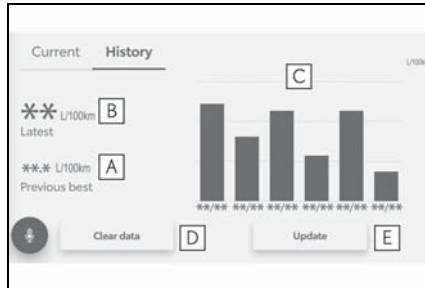 Current History
L/100km
C
**
L/100km
B
Latest
**.* L/100km
A
Previous best
**/** **/** **/** **/** **/** **/**
Clear data
D
Update
E